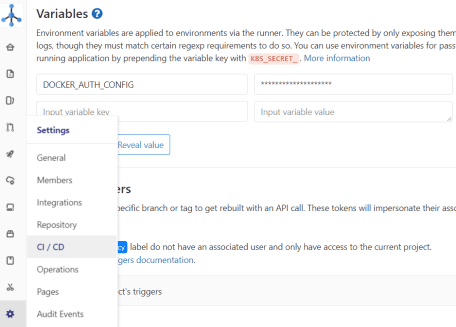 Variables
Environment variables are applied to environments via the runner. They can be protected by only exposing them
logs, though they must match certain regexp requirements to do so. You can use environment variables for pass
running application by prepending the variable key with K8S_SECRET_. More information
DOCKER_AUTH_CONFIG ********************
Input variable key Input variable value
Reveal value
Settings
General
Members
Integrations
Repository
CI / CD
Operations
Pages
Audit Events
ers
pecific branch or tag to get rebuilt with an API call. These tokens will impersonate their asso
cy label do not have an associated user and only have access to the current project.
gers documentation.
ct's triggers